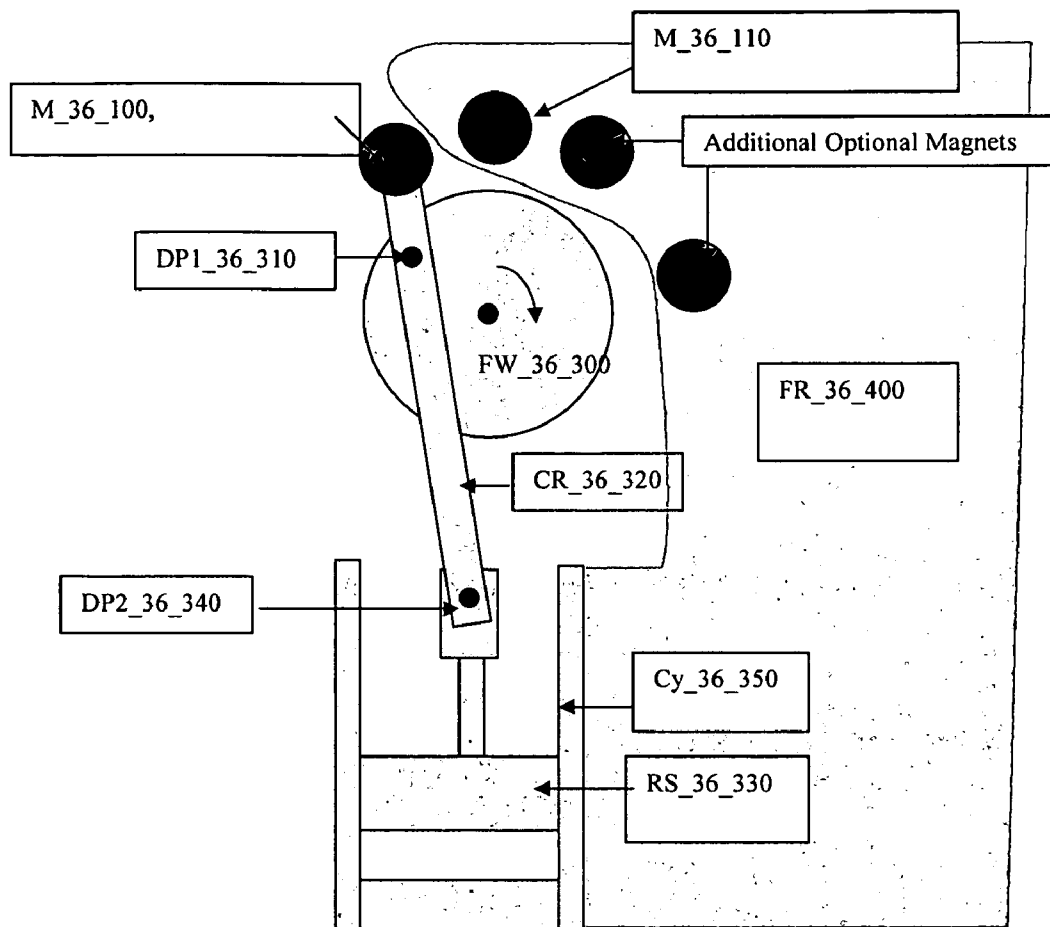 M_36_110
M_36_100,
Additional Optional Magnets
DP1_36_310
FW_36_300
FR_36_400
CR_36_320
DP2_36_340
Cy_36_350
RS_36_330